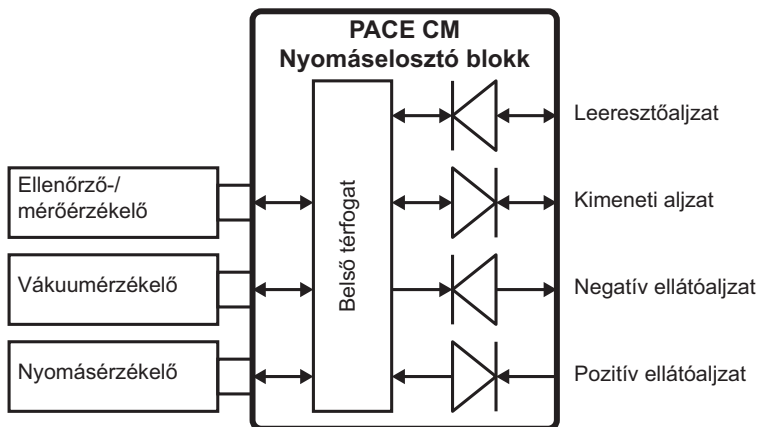 PACE CM
Nyomáselosztó blokk
Leeresztőaljzat
Ellenőrző-/
mérőérzékelő
Kimeneti aljzat
Belső térfogat
Vákuumérzékelő
Negatív ellátóaljzat
Nyomásérzékelő
Pozitív ellátóaljzat